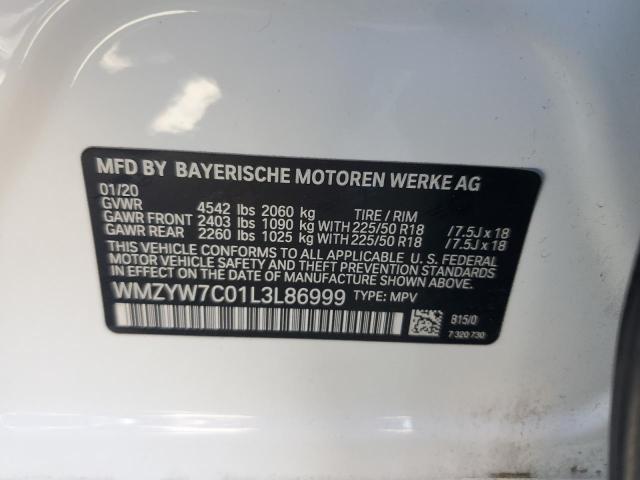 MFD BY BAYERISCHE MOTOREN WERKE AG
01/20
GVWR 4542 lbs 2060 kg TIRE / RIM
GAWR FRONT 2403 lbs 1090 kg WITH 225/50 R18 /7.5J x 18
GAWR REAR 2260 lbs 1025 kg WITH 225/50 R18 /7.5J x 18
THIS VEHICLE CONFORMS TO ALL APPLICABLE U. S. FEDERAL
MOTOR VEHICLE SAFETY, BUMPER, AND THEFT PREVENTION
STANDARDS IN EFFECT ON THE DATE OF MANUFACTURE SHOWN ABOVE.
WMZYW7C01L3L86999 TYPE: MPV
B15/0
7 320 730